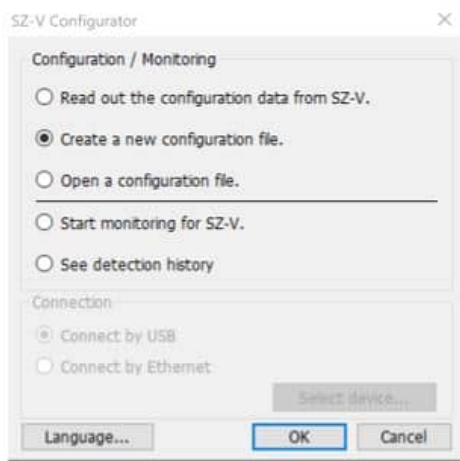 SZ-V Configurator
Configuration / Monitoring
Read out the configuration data from SZ-V.
Create a new configuration file.
Open a configuration file.
Start monitoring for SZ-V.
See detection history
Connection
Connect by USB
Connect by Ethernet
Select device...
Language... OK Cancel